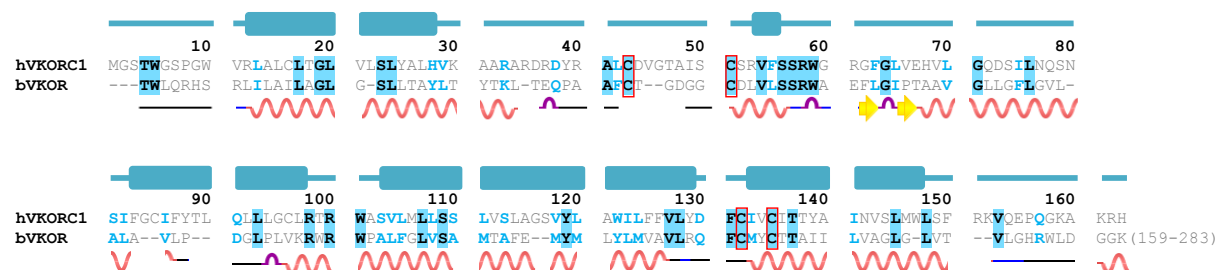 10 20 30 40 50 60 70 80
hVKORC1 MGSTWGSPGW VRLALCLTGL VLSLYALHVK AARARDRDYR ALCDVGTAIS CSRVFSSRWG RGFGLVEHVL GQDSILNQSN
bVKOR ---TWLQRHS RLILAILAGL GSLLTAYLT YTKL-TEQPA AFCT--GDGG CDLVLSSRWA EFLGIPTAAV GLLGFLGVL-
90 100 110 120 130 140 150 160
hVKORC1 SIFGCIFYTL QLLLGCLRTR WASVLMLLSS LVSLAGSVYL AWILFFVLYD FCIVCITTYA INVSLMWLSF RKVQEPQGKA KRH
bVKOR ALA--VLP-- DGLPLVKRWR WPALFGLVSA MTAFE--MYM LYLMVAVLRQ FCMYCTTAII LVAGLG-LVT --VLGHRWLD GGK(159-283)